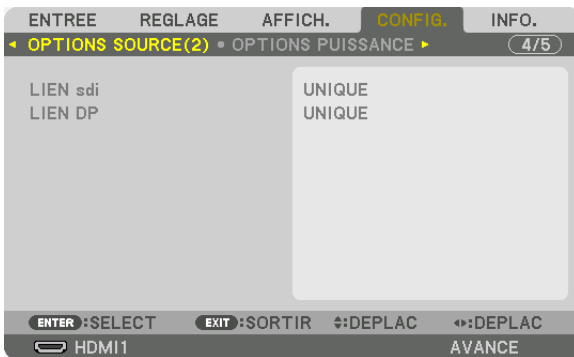 ENTREE REGLAGE AFFICH. CONFIG. INFO.
OPTIONS SOURCE(2) • OPTIONS PUISSANCE 4/5
LIEN sdi UNIQUE
LIEN DP UNIQUE
ENTER :SELECT EXIT :SORTIR :DEPLAC :DEPLAC
HDMI1 AVANCE